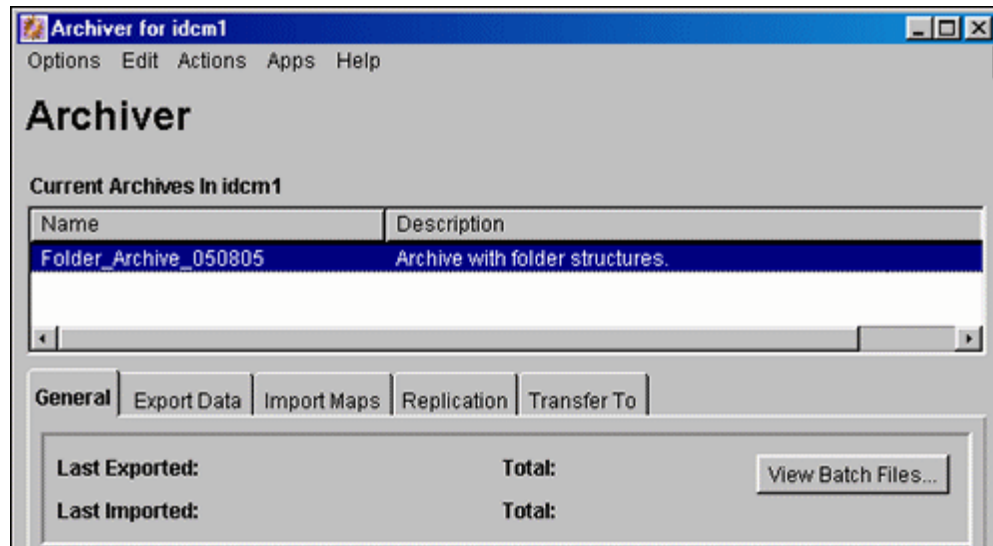 Archiver for idcm1
Options Edit Actions Apps Help
Archiver
Current Archives In idcm1
Name Description
Folder_Archive_050805 Archive with folder structures.
General Export Data Import Maps Replication Transfer To
Last Exported: Total: View Batch Files...
Last Imported: Total: